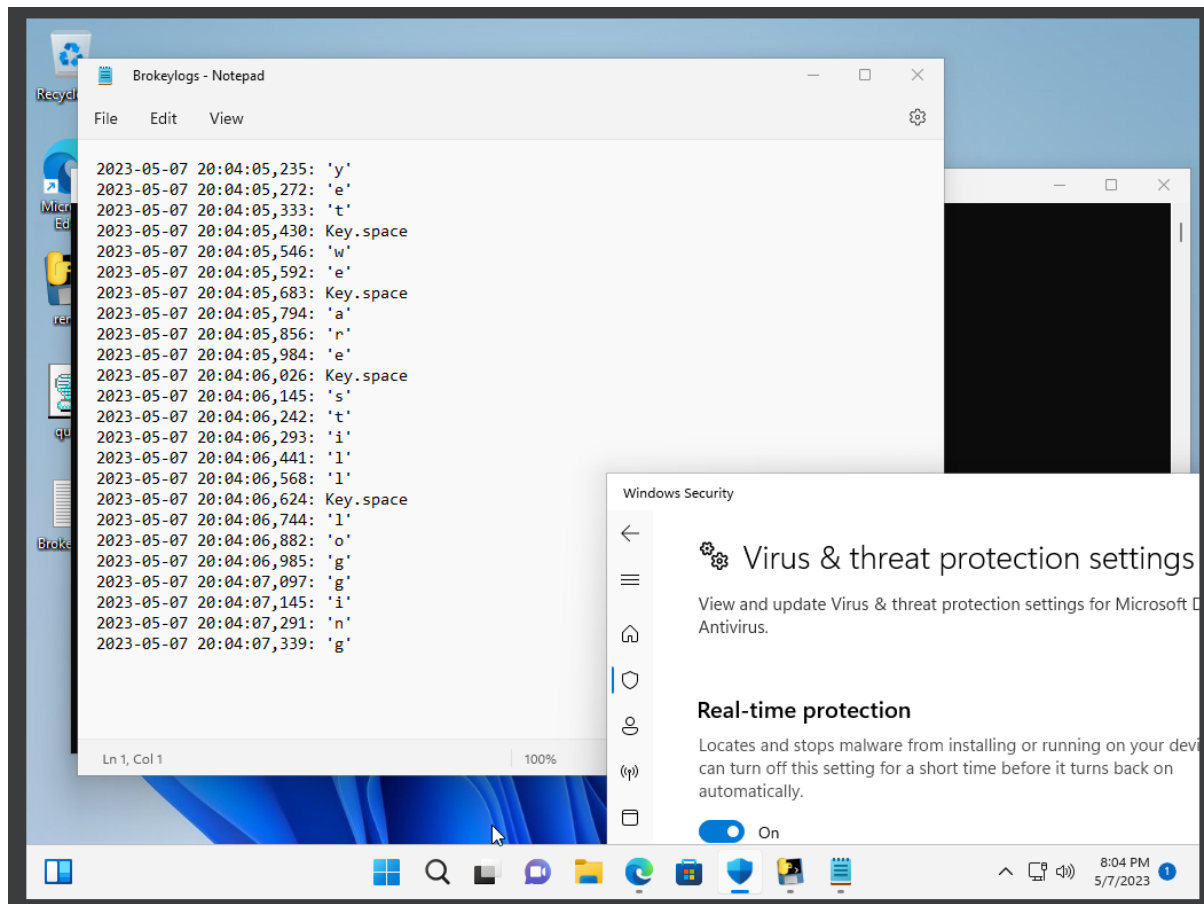 Brokeylogs - Notepad
File Edit View
2023-05-07 20:04:05,235: 'y'
2023-05-07 20:04:05,272: 'e'
2023-05-07 20:04:05,333: 't'
2023-05-07 20:04:05,430: Key.space
2023-05-07 20:04:05,546: 'w'
2023-05-07 20:04:05,592: 'e'
2023-05-07 20:04:05,683: Key.space
2023-05-07 20:04:05,794: 'a'
2023-05-07 20:04:05,856: 'r'
2023-05-07 20:04:05,984: 'e'
2023-05-07 20:04:06,026: Key.space
2023-05-07 20:04:06,145: 's'
2023-05-07 20:04:06,242: 't'
2023-05-07 20:04:06,293: 'i'
2023-05-07 20:04:06,441: 'l'
2023-05-07 20:04:06,568: 'l'
2023-05-07 20:04:06,624: Key.space
2023-05-07 20:04:06,744: 'l'
2023-05-07 20:04:06,882: 'o'
2023-05-07 20:04:06,985: 'g'
2023-05-07 20:04:07,097: 'g'
2023-05-07 20:04:07,145: 'i'
2023-05-07 20:04:07,291: 'n'
2023-05-07 20:04:07,339: 'g'
Ln 1, Col 1 100%
Recycl
Micr
Ed
qu
Broke
Windows Security
Virus & threat protection settings
View and update Virus & threat protection settings for Microsoft D
Antivirus.
Real-time protection
Locates and stops malware from installing or running on your devi
can turn off this setting for a short time before it turns back on
automatically.
On
8:04 PM
5/7/2023
1